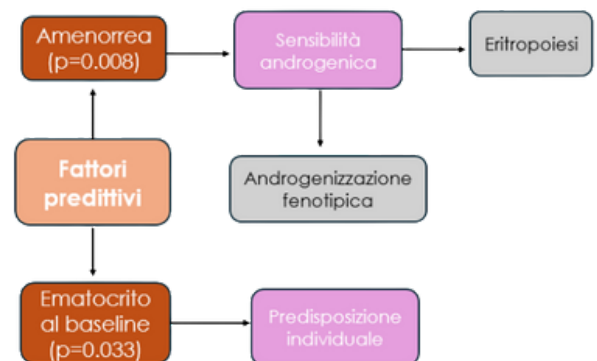 Amenorrea
(p=0.008)
Sensibilità
androgenica
Eritropoiesi
Fattori
predittivi
Androgenizzazione
fenotipica
Ematocrito
al baseline
(p=0.033)
Predisposizione
individuale